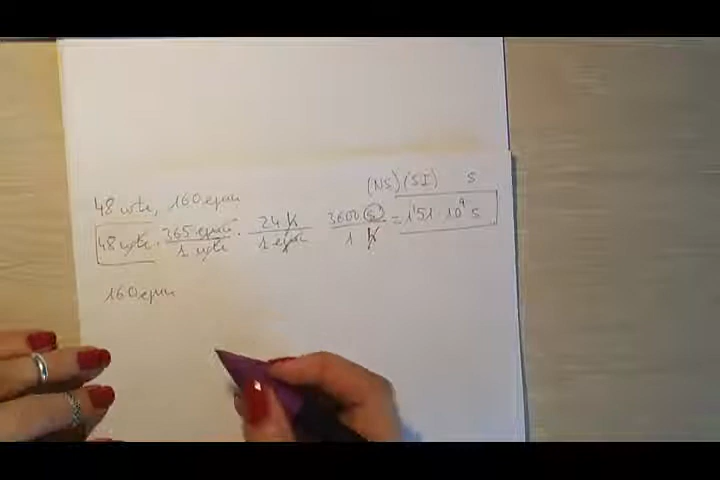 (NS) (SI) s
48 urte, 160 egun
48 urte · 365 egun / 1 urte · 24 h / 1 egun · 3600 s / 1 h = 1'51 · 10⁹ s
160 egun